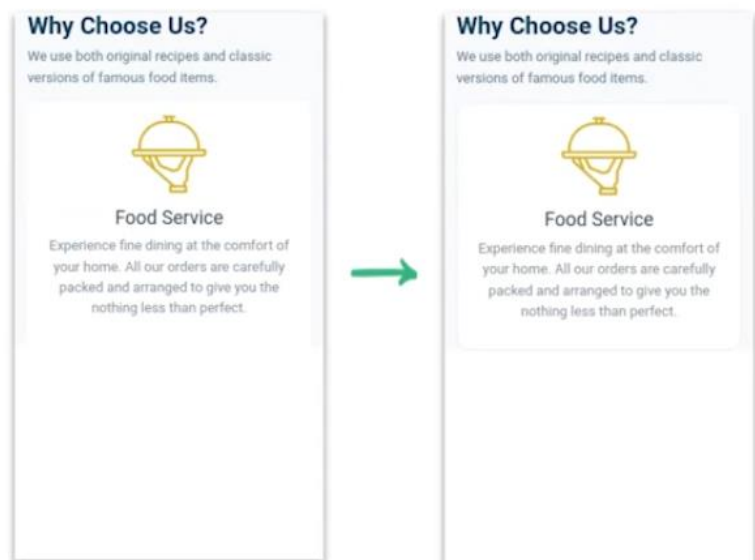 Why Choose Us?
We use both original recipes and classic
versions of famous food items.
Food Service
Experience fine dining at the comfort of
your home. All our orders are carefully
packed and arranged to give you the
nothing less than perfect.
Why Choose Us?
We use both original recipes and classic
versions of famous food items.
Food Service
Experience fine dining at the comfort of
your home. All our orders are carefully
packed and arranged to give you the
nothing less than perfect.